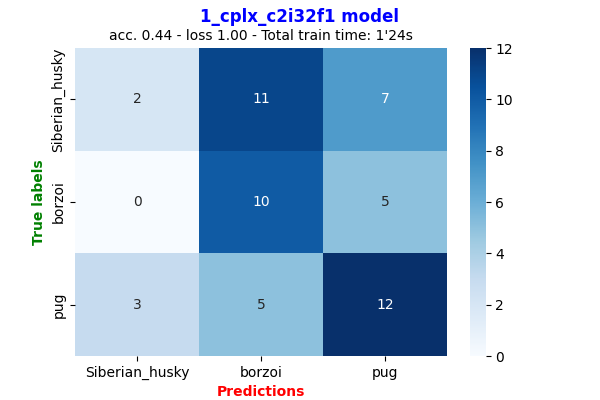 1_cplx_c2i32f1 model
acc. 0.44 - loss 1.00 - Total train time: 1'24s
True labels
Siberian_husky
2
11
7
borzoi
0
10
5
pug
3
5
12
Siberian_husky
borzoi
pug
Predictions
12
10
8
6
4
2
0